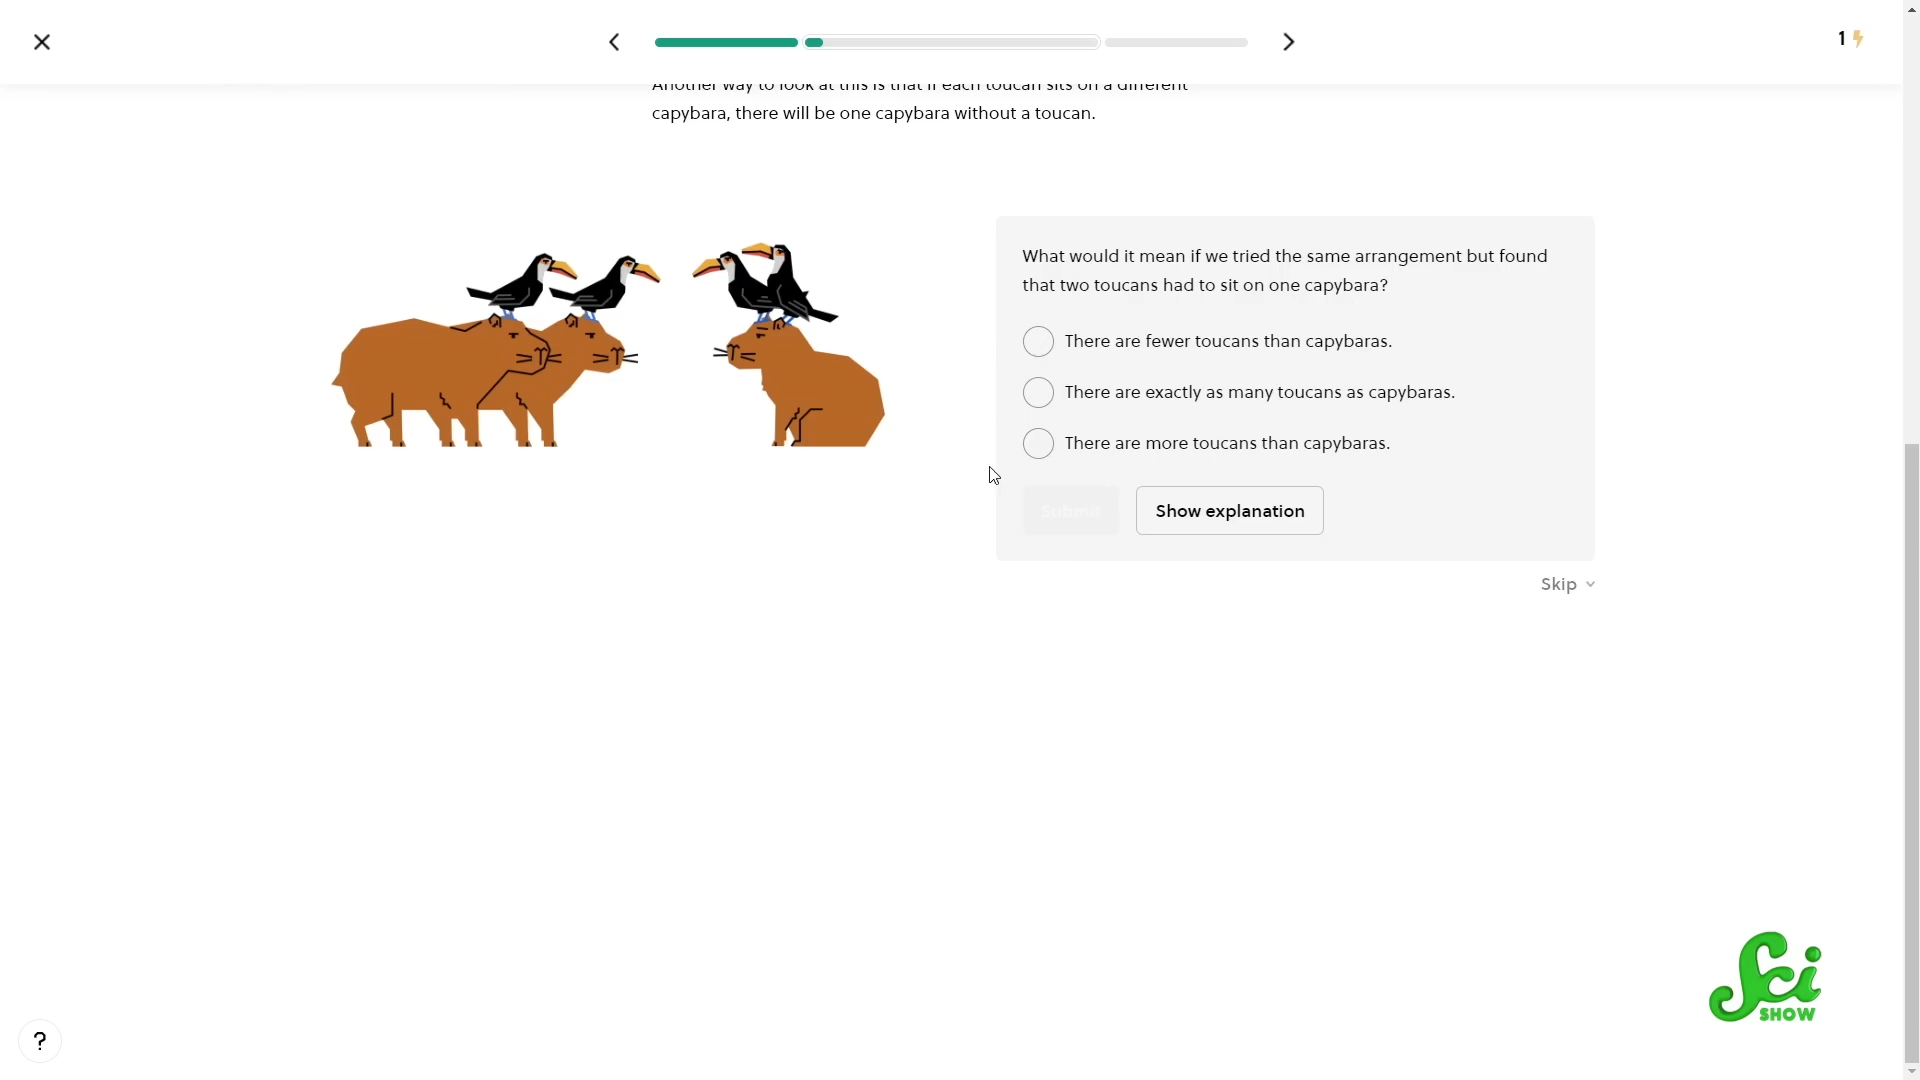 1
Another way to look at this is that if each toucan sits on a different
capybara, there will be one capybara without a toucan.
What would it mean if we tried the same arrangement but found
that two toucans had to sit on one capybara?
There are fewer toucans than capybaras.
There are exactly as many toucans as capybaras.
There are more toucans than capybaras.
Submit
Show explanation
Skip
Sci
SHOW
?